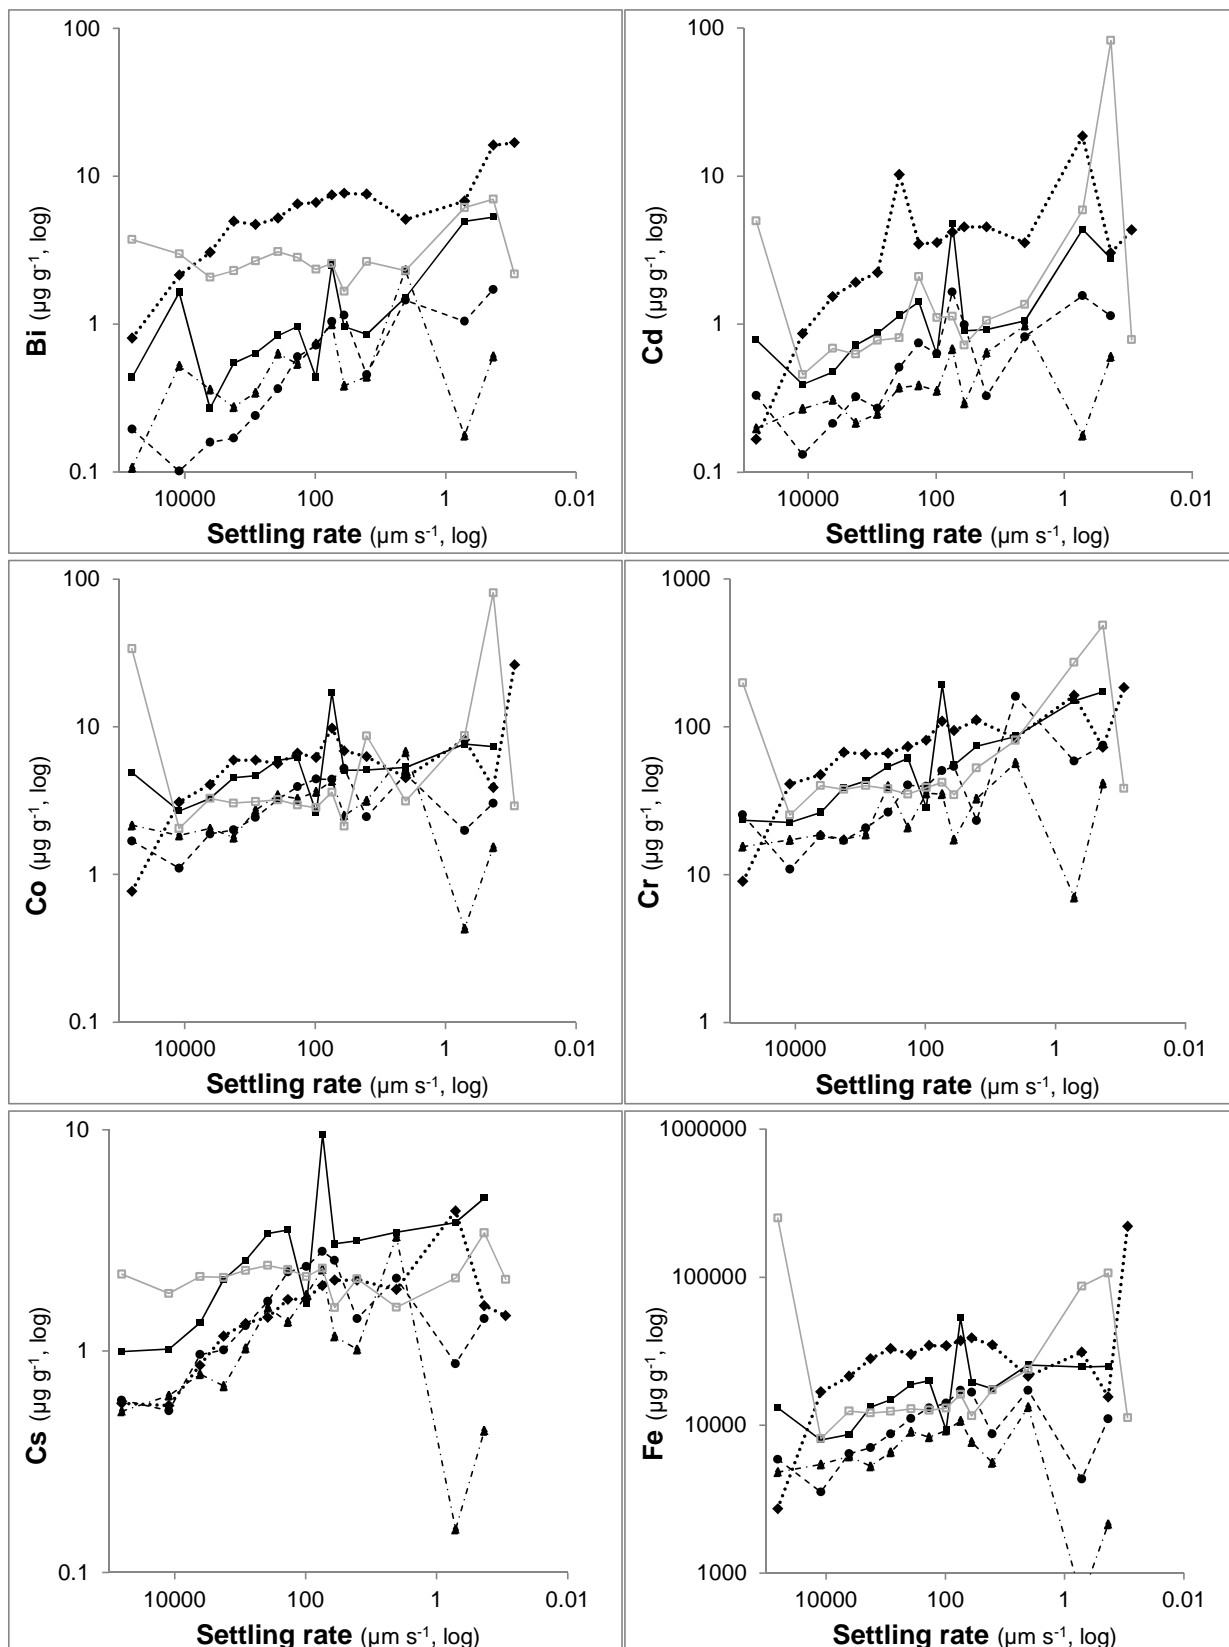 100
10
1
0.1
Bi (µg g⁻¹, log)
10000 100 1 0.01
Settling rate (µm s⁻¹, log)
100
10
1
0.1
Cd (µg g⁻¹, log)
10000 100 1 0.01
Settling rate (µm s⁻¹, log)
100
10
1
0.1
Co (µg g⁻¹, log)
10000 100 1 0.01
Settling rate (µm s⁻¹, log)
1000
100
10
1
Cr (µg g⁻¹, log)
10000 100 1 0.01
Settling rate (µm s⁻¹, log)
10
1
0.1
Cs (µg g⁻¹, log)
10000 100 1 0.01
Settling rate (µm s⁻¹, log)
1000000
100000
10000
1000
Fe (µg g⁻¹, log)
10000 100 1 0.01
Settling rate (µm s⁻¹, log)